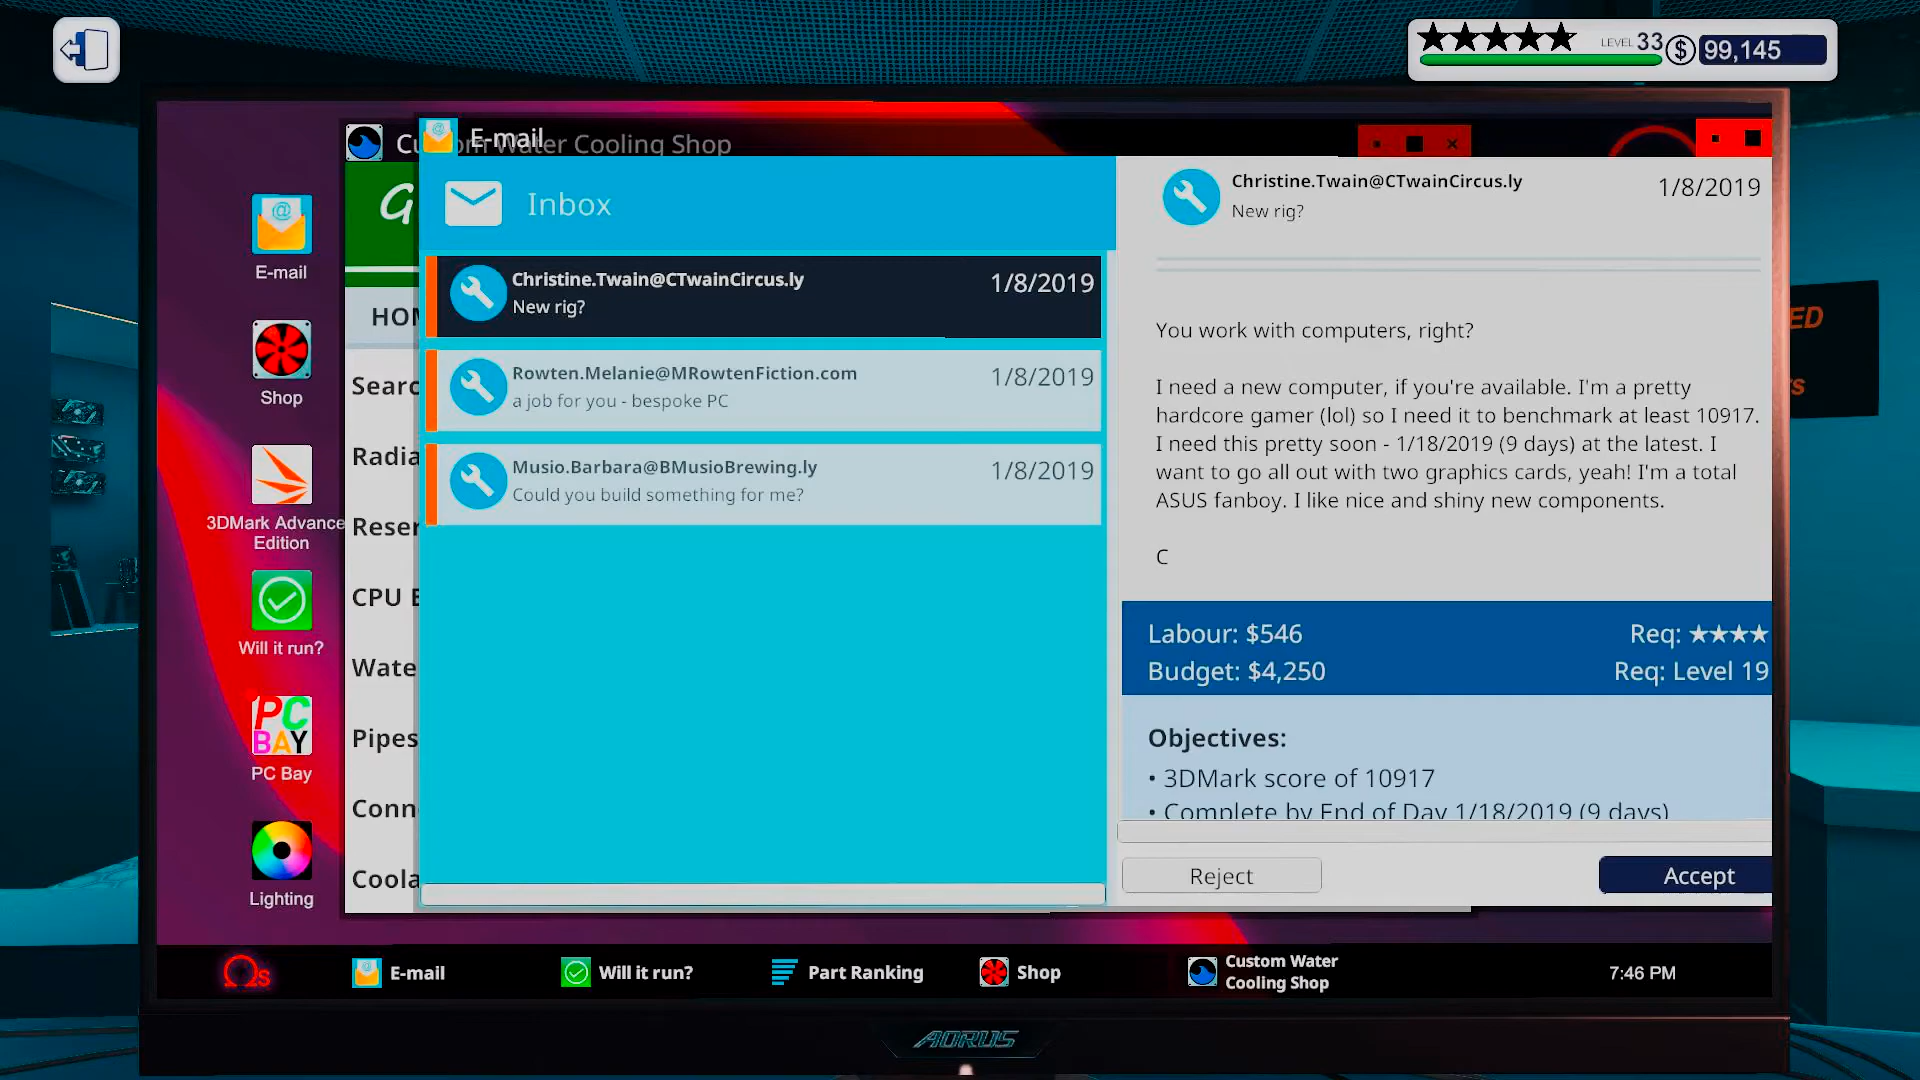 LEVEL 33 $ 99,145
E-mail
Custom Water Cooling Shop
Inbox
Christine.Twain@CTwainCircus.ly 1/8/2019
New rig?
Rowten.Melanie@MRowtenFiction.com 1/8/2019
a job for you - bespoke PC
Musio.Barbara@BMusioBrewing.ly 1/8/2019
Could you build something for me?
Christine.Twain@CTwainCircus.ly 1/8/2019
New rig?
You work with computers, right?
I need a new computer, if you're available. I'm a pretty
hardcore gamer (lol) so I need it to benchmark at least 10917.
I need this pretty soon - 1/18/2019 (9 days) at the latest. I
want to go all out with two graphics cards, yeah! I'm a total
ASUS fanboy. I like nice and shiny new components.
C
Labour: $546 Req: ★★★★
Budget: $4,250 Req: Level 19
Objectives:
• 3DMark score of 10917
• Complete by End of Day 1/18/2019 (9 days)
Reject Accept
E-mail
Shop
3DMark Advance
Edition
Will it run?
PC
BAY
PC Bay
Lighting
G
HOM
Searc
Radia
Reser
CPU B
Wate
Pipes
Conn
Coola
ED
rs
Ωs E-mail Will it run? Part Ranking Shop Custom Water
Cooling Shop
7:46 PM
AORUS